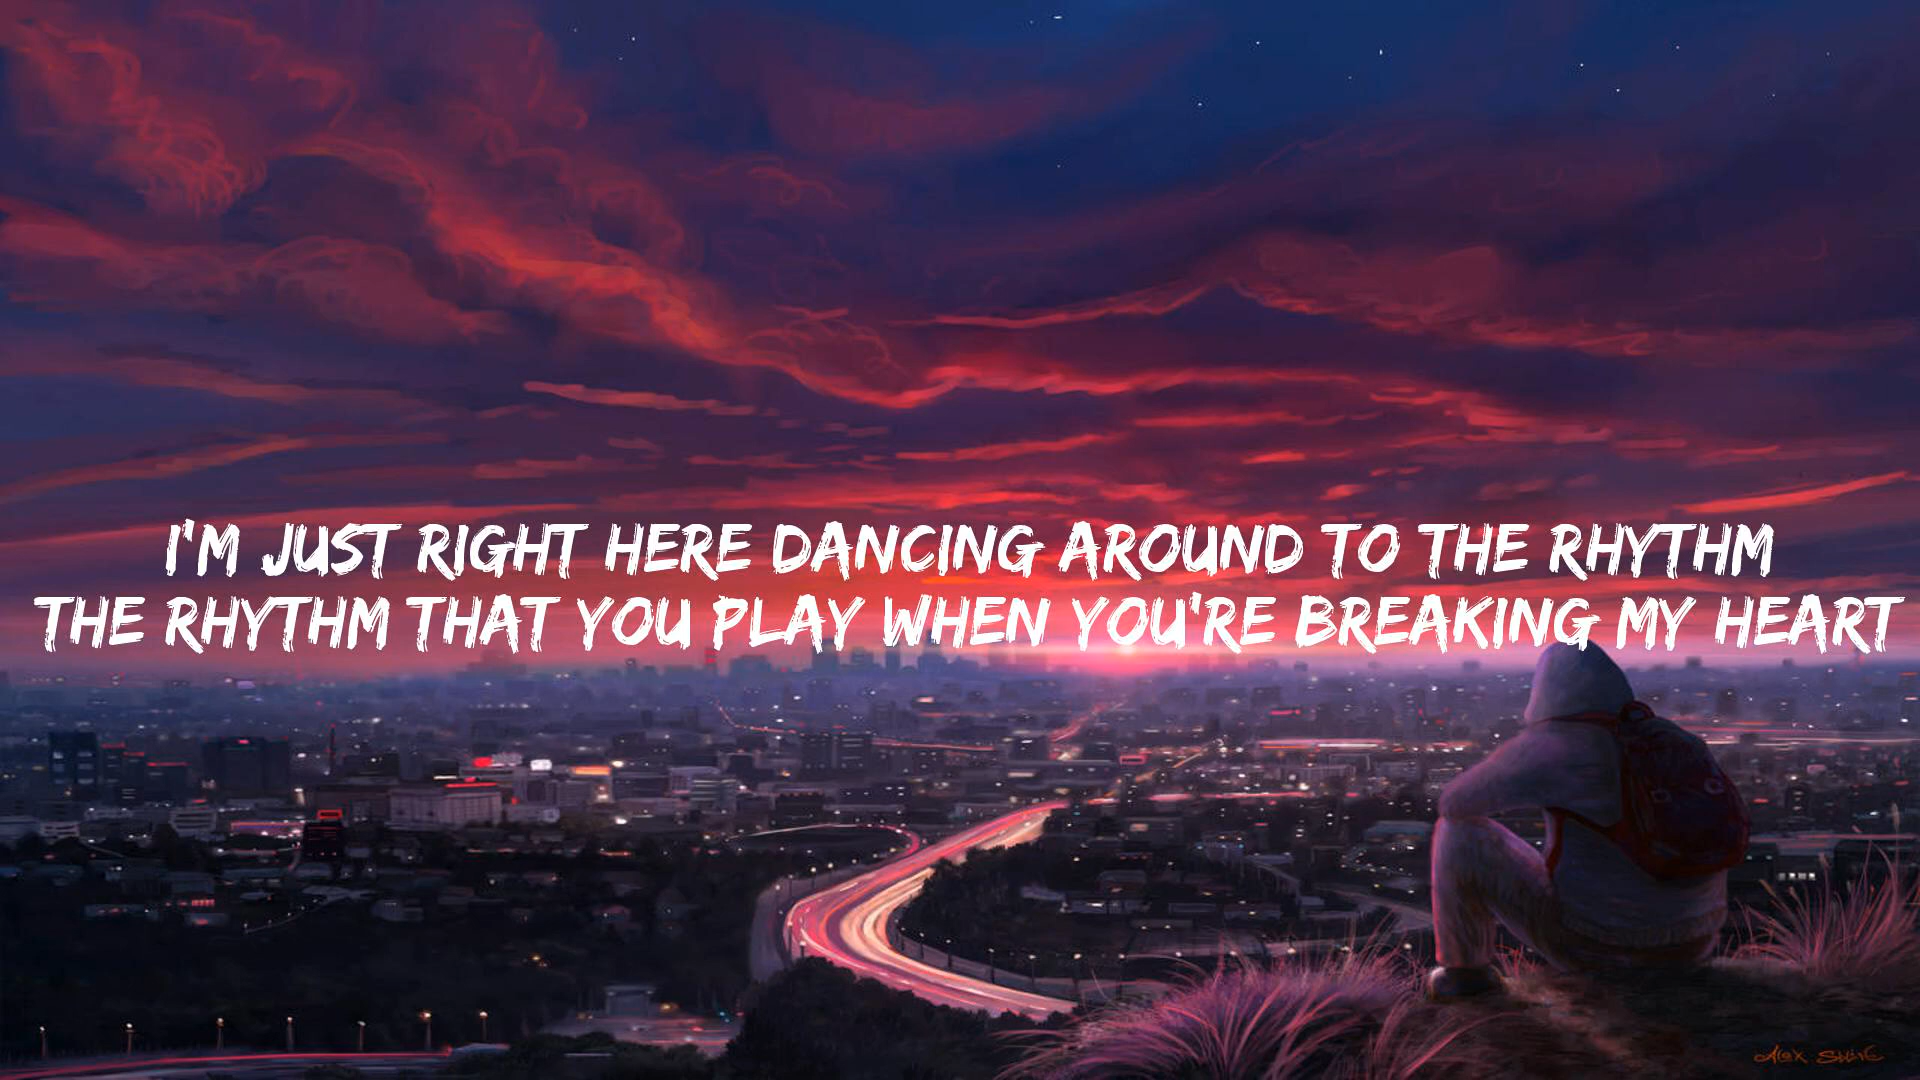 I'M JUST RIGHT HERE DANCING AROUND TO THE RHYTHM
THE RHYTHM THAT YOU PLAY WHEN YOU'RE BREAKING MY HEART